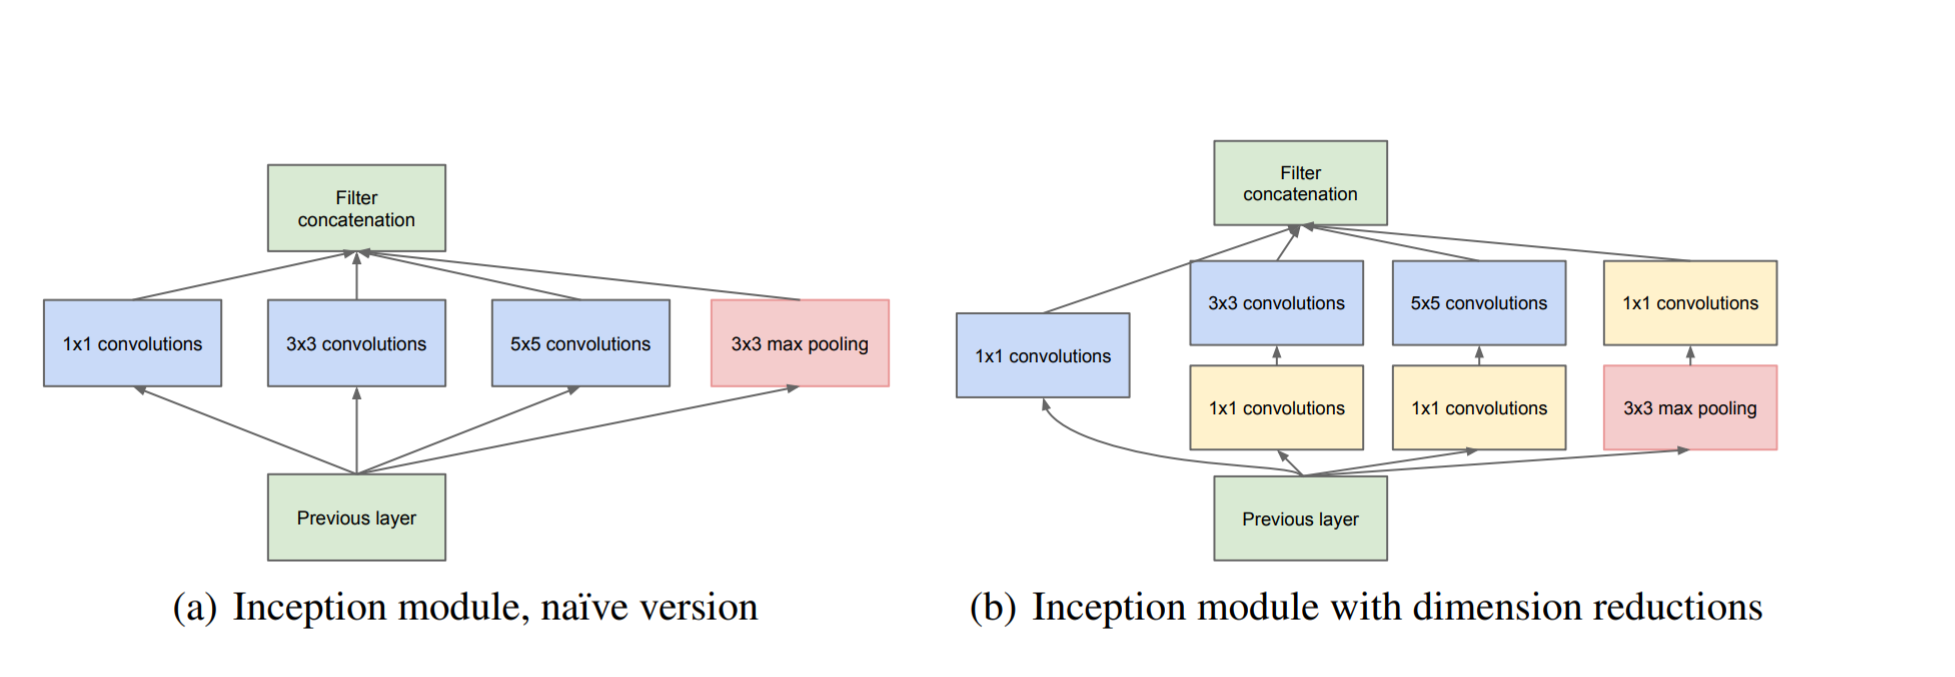 Filter
concatenation
1x1 convolutions
3x3 convolutions
5x5 convolutions
3x3 max pooling
Previous layer
(a) Inception module, naïve version
Filter
concatenation
3x3 convolutions
5x5 convolutions
1x1 convolutions
1x1 convolutions
1x1 convolutions
1x1 convolutions
3x3 max pooling
Previous layer
(b) Inception module with dimension reductions